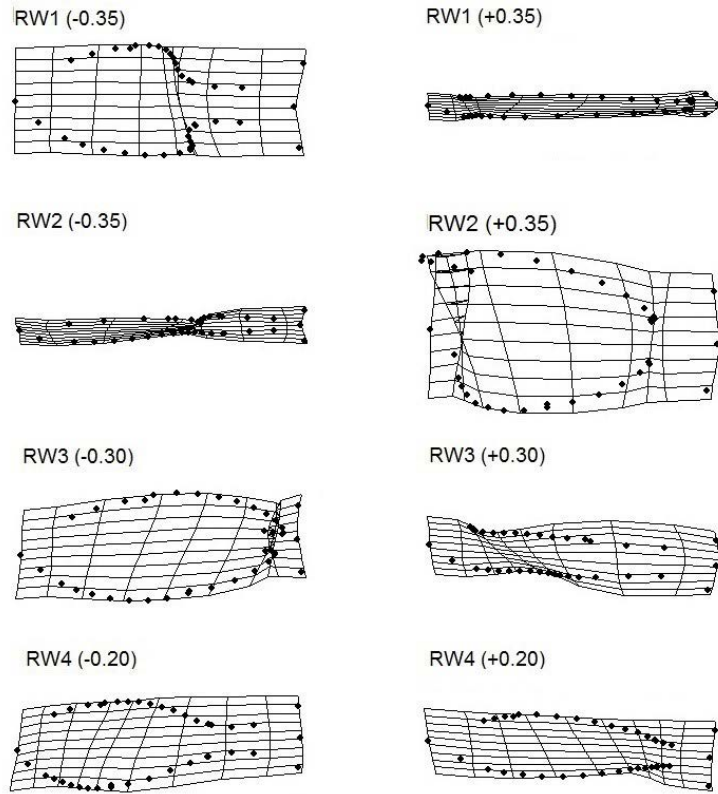 RW1 (-0.35)
RW1 (+0.35)
RW2 (-0.35)
RW2 (+0.35)
RW3 (-0.30)
RW3 (+0.30)
RW4 (-0.20)
RW4 (+0.20)